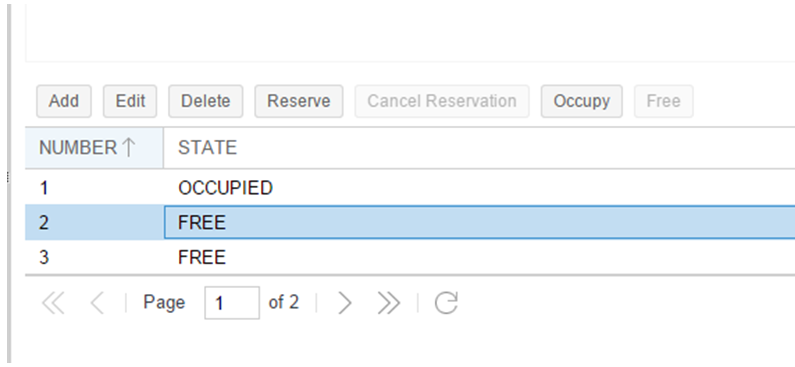 Add Edit Delete Reserve Cancel Reservation Occupy Free
NUMBER↑ STATE
1 OCCUPIED
2 FREE
3 FREE
Page 1 of 2